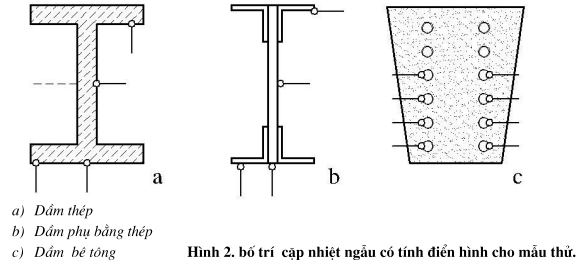 a
b
c
a) Dầm thép
b) Dầm phụ bằng thép
c) Dầm bê tông
Hình 2. bố trí cặp nhiệt ngẫu có tính điển hình cho mẫu thử.